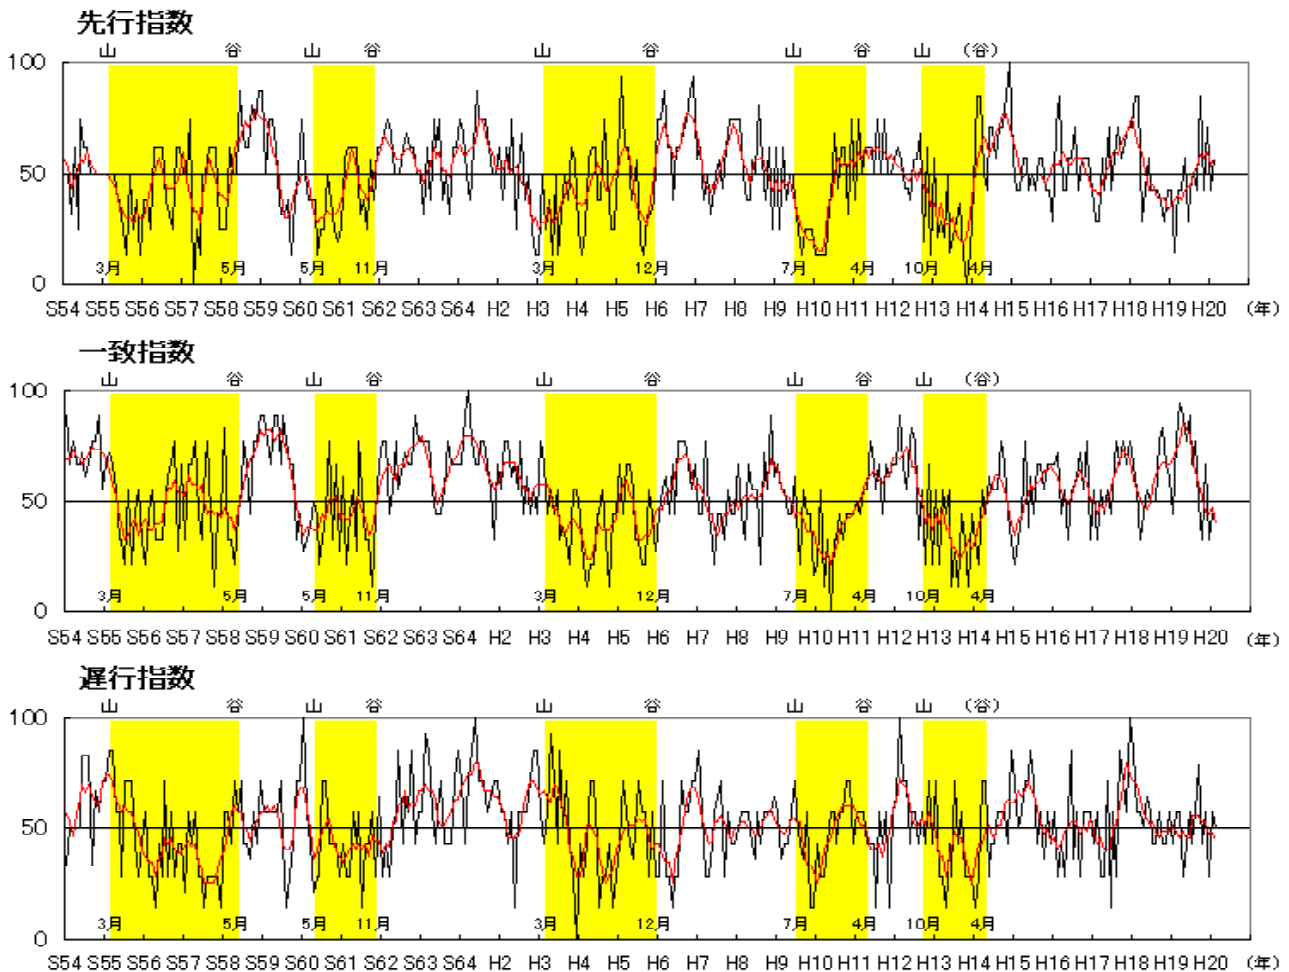 先行指数
山 谷 山 谷 山 谷 山 谷 山 (谷)
100
50
3月 5月 5月 11月 3月 12月 7月 4月 10月 4月
0
S54 S55 S56 S57 S58 S59 S60 S61 S62 S63 S64 H2 H3 H4 H5 H6 H7 H8 H9 H10 H11 H12 H13 H14 H15 H16 H17 H18 H19 H20 (年)
一致指数
山 谷 山 谷 山 谷 山 谷 山 (谷)
100
50
3月 5月 5月 11月 3月 12月 7月 4月 10月 4月
0
S54 S55 S56 S57 S58 S59 S60 S61 S62 S63 S64 H2 H3 H4 H5 H6 H7 H8 H9 H10 H11 H12 H13 H14 H15 H16 H17 H18 H19 H20 (年)
遅行指数
山 谷 山 谷 山 谷 山 谷 山 (谷)
100
50
3月 5月 5月 11月 3月 12月 7月 4月 10月 4月
0
S54 S55 S56 S57 S58 S59 S60 S61 S62 S63 S64 H2 H3 H4 H5 H6 H7 H8 H9 H10 H11 H12 H13 H14 H15 H16 H17 H18 H19 H20 (年)